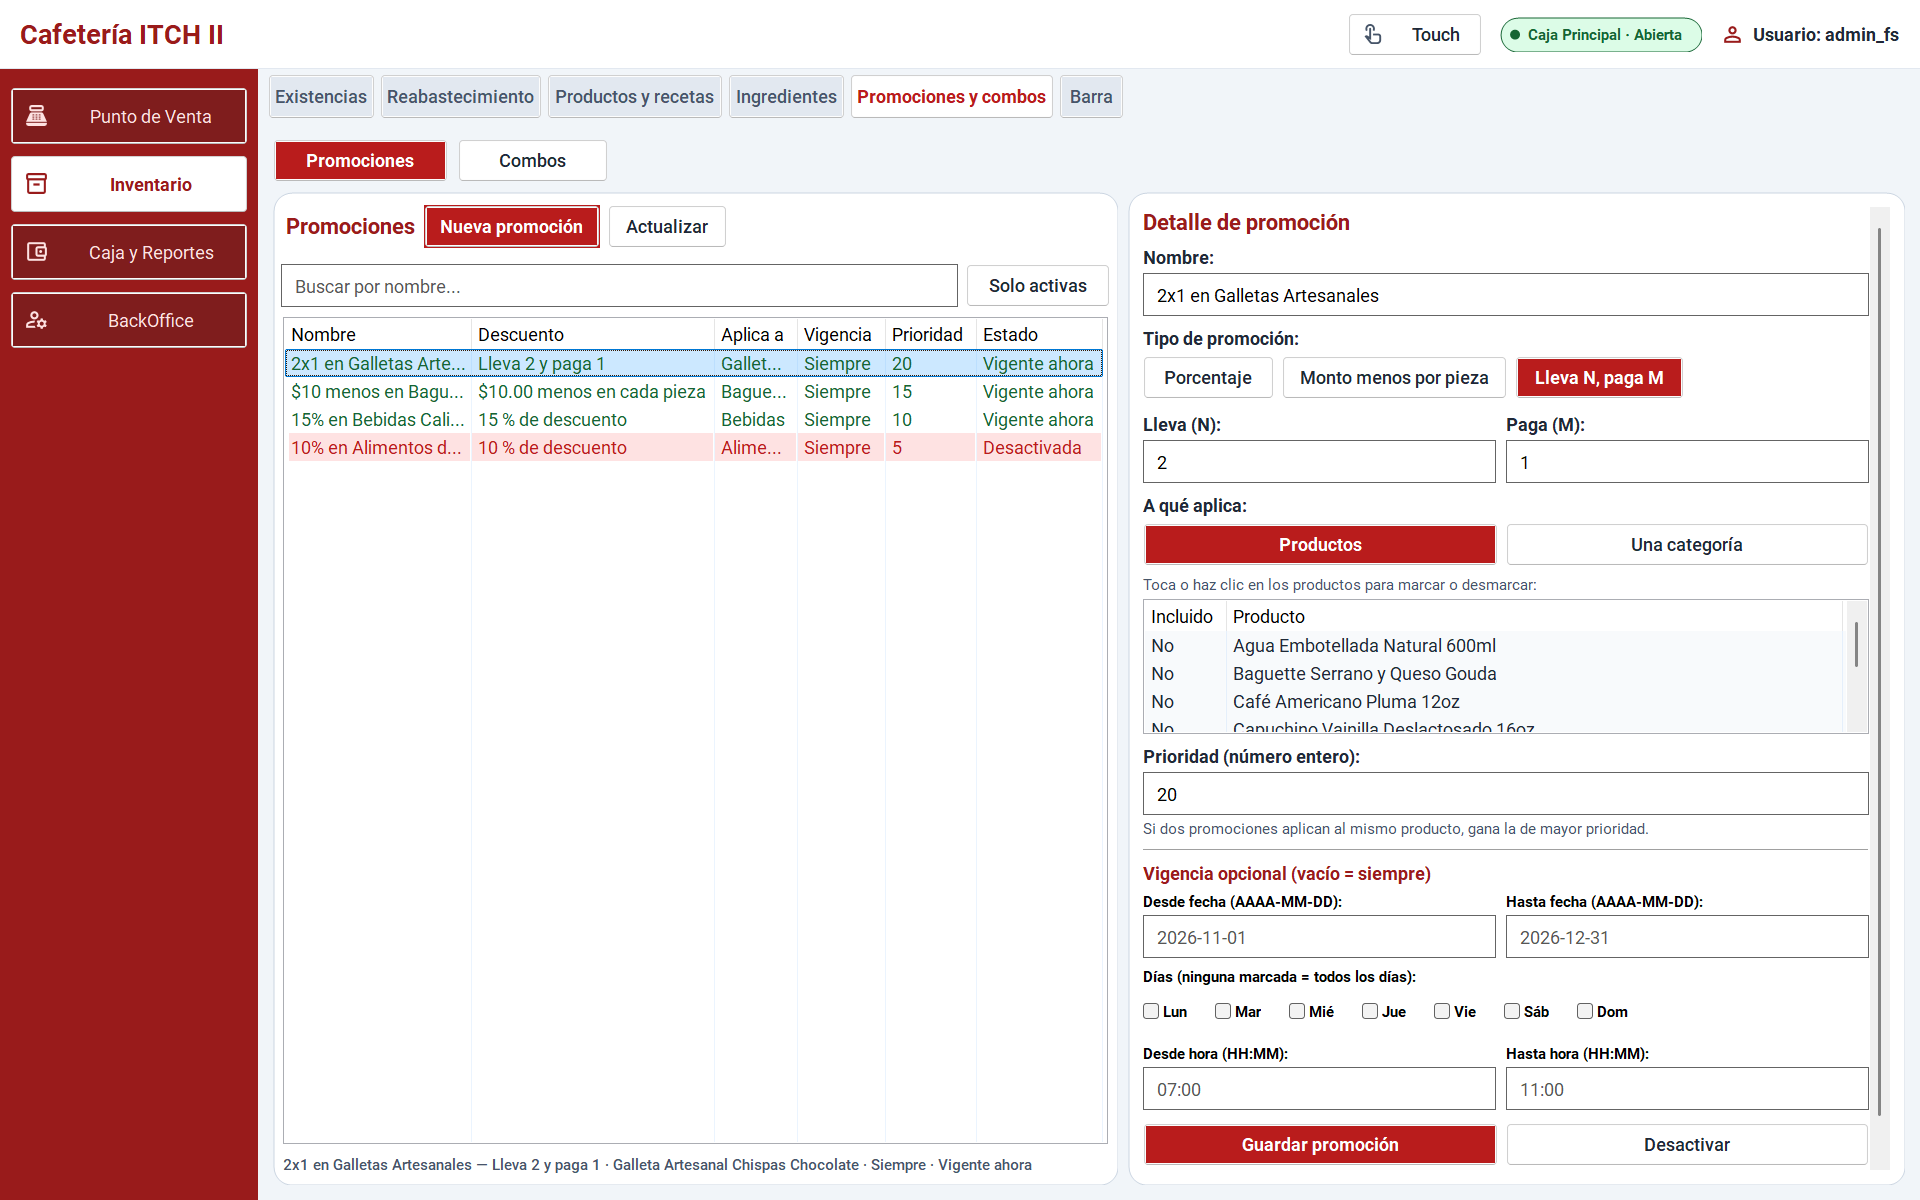 Cafetería ITCH II
Touch
Caja Principal · Abierta
Usuario: admin_fs
Punto de Venta
Inventario
Caja y Reportes
BackOffice
Existencias
Reabastecimiento
Productos y recetas
Ingredientes
Promociones y combos
Barra
Promociones
Combos
Promociones
Nueva promoción
Actualizar
Buscar por nombre...
Solo activas
Nombre Descuento Aplica a Vigencia Prioridad Estado
2x1 en Galletas Arte... Lleva 2 y paga 1 Gallet... Siempre 20 Vigente ahora
$10 menos en Bagu... $10.00 menos en cada pieza Bague... Siempre 15 Vigente ahora
15% en Bebidas Cali... 15 % de descuento Bebidas Siempre 10 Vigente ahora
10% en Alimentos d... 10 % de descuento Alime... Siempre 5 Desactivada
2x1 en Galletas Artesanales — Lleva 2 y paga 1 · Galleta Artesanal Chispas Chocolate · Siempre · Vigente ahora
Detalle de promoción
Nombre:
2x1 en Galletas Artesanales
Tipo de promoción:
Porcentaje
Monto menos por pieza
Lleva N, paga M
Lleva (N): Paga (M):
2 1
A qué aplica:
Productos
Una categoría
Toca o haz clic en los productos para marcar o desmarcar:
Incluido Producto
No Agua Embotellada Natural 600ml
No Baguette Serrano y Queso Gouda
No Café Americano Pluma 12oz
No Capuchino Vainilla Deslactosado 16oz
Prioridad (número entero):
20
Si dos promociones aplican al mismo producto, gana la de mayor prioridad.
Vigencia opcional (vacío = siempre)
Desde fecha (AAAA-MM-DD): Hasta fecha (AAAA-MM-DD):
2026-11-01 2026-12-31
Días (ninguna marcada = todos los días):
Lun Mar Mié Jue Vie Sáb Dom
Desde hora (HH:MM): Hasta hora (HH:MM):
07:00 11:00
Guardar promoción
Desactivar